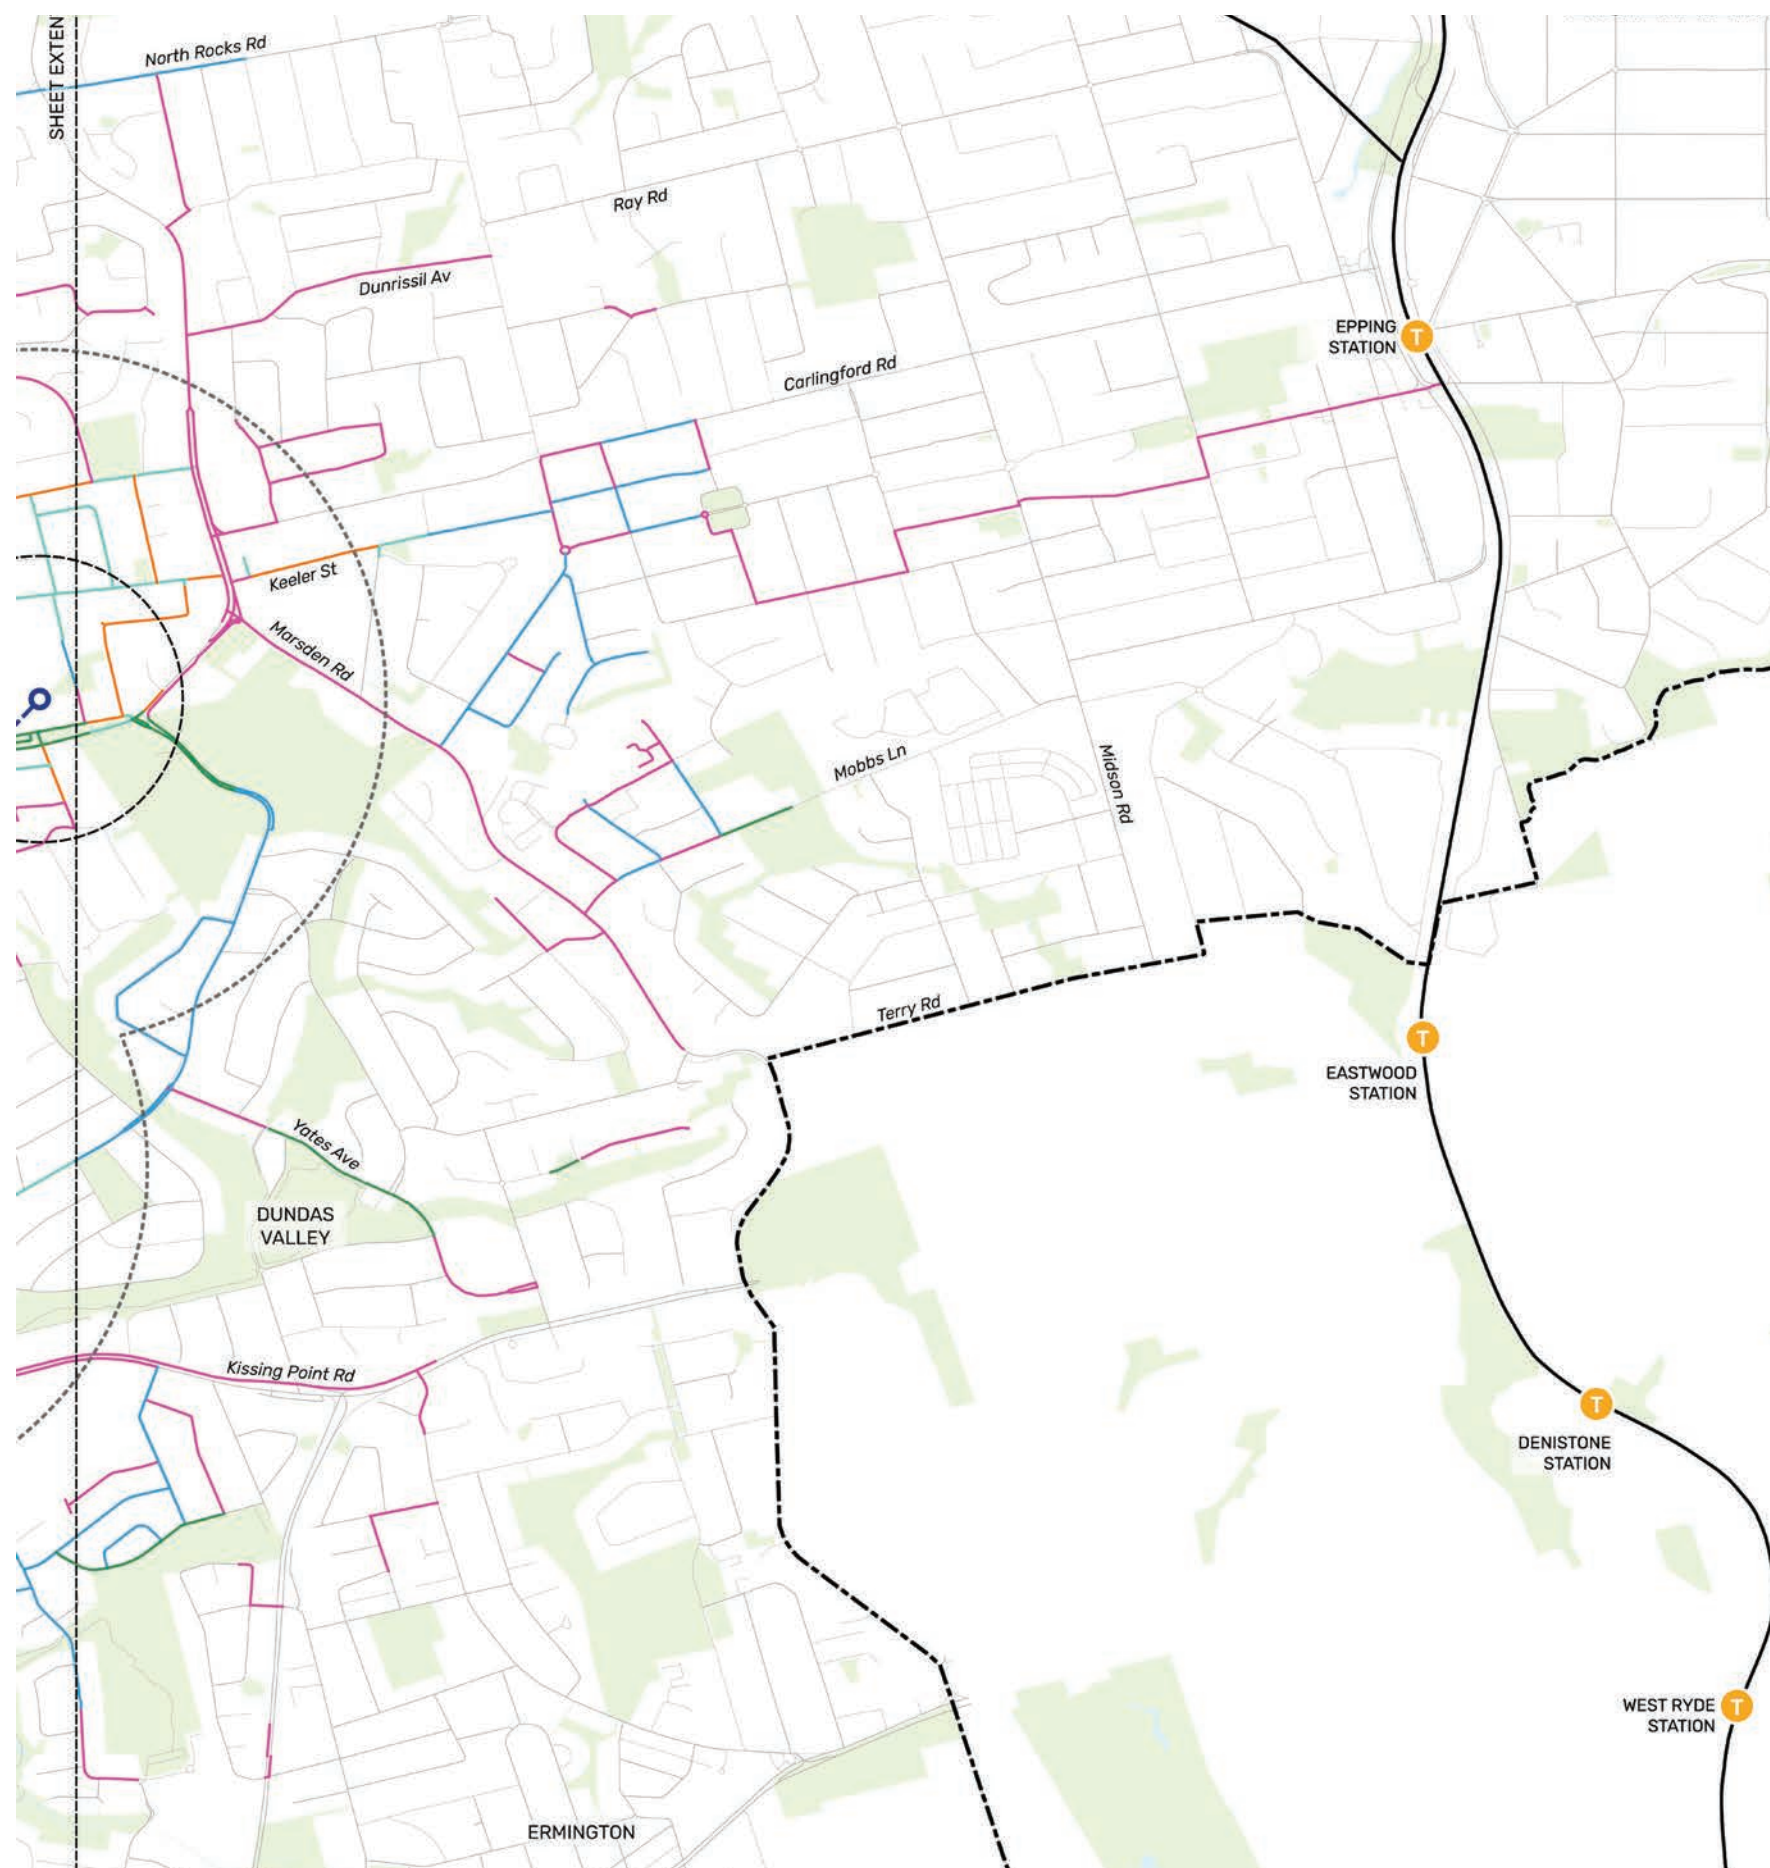 SHEET EXTEN
North Rocks Rd
Ray Rd
Dunrissil Av
EPPING
STATION
T
Carlingford Rd
Keeler St
Marsden Rd
Mobbs Ln
Midson Rd
Terry Rd
T
EASTWOOD
STATION
Yates Ave
DUNDAS
VALLEY
Kissing Point Rd
T
DENISTONE
STATION
WEST RYDE
STATION
T
ERMINGTON